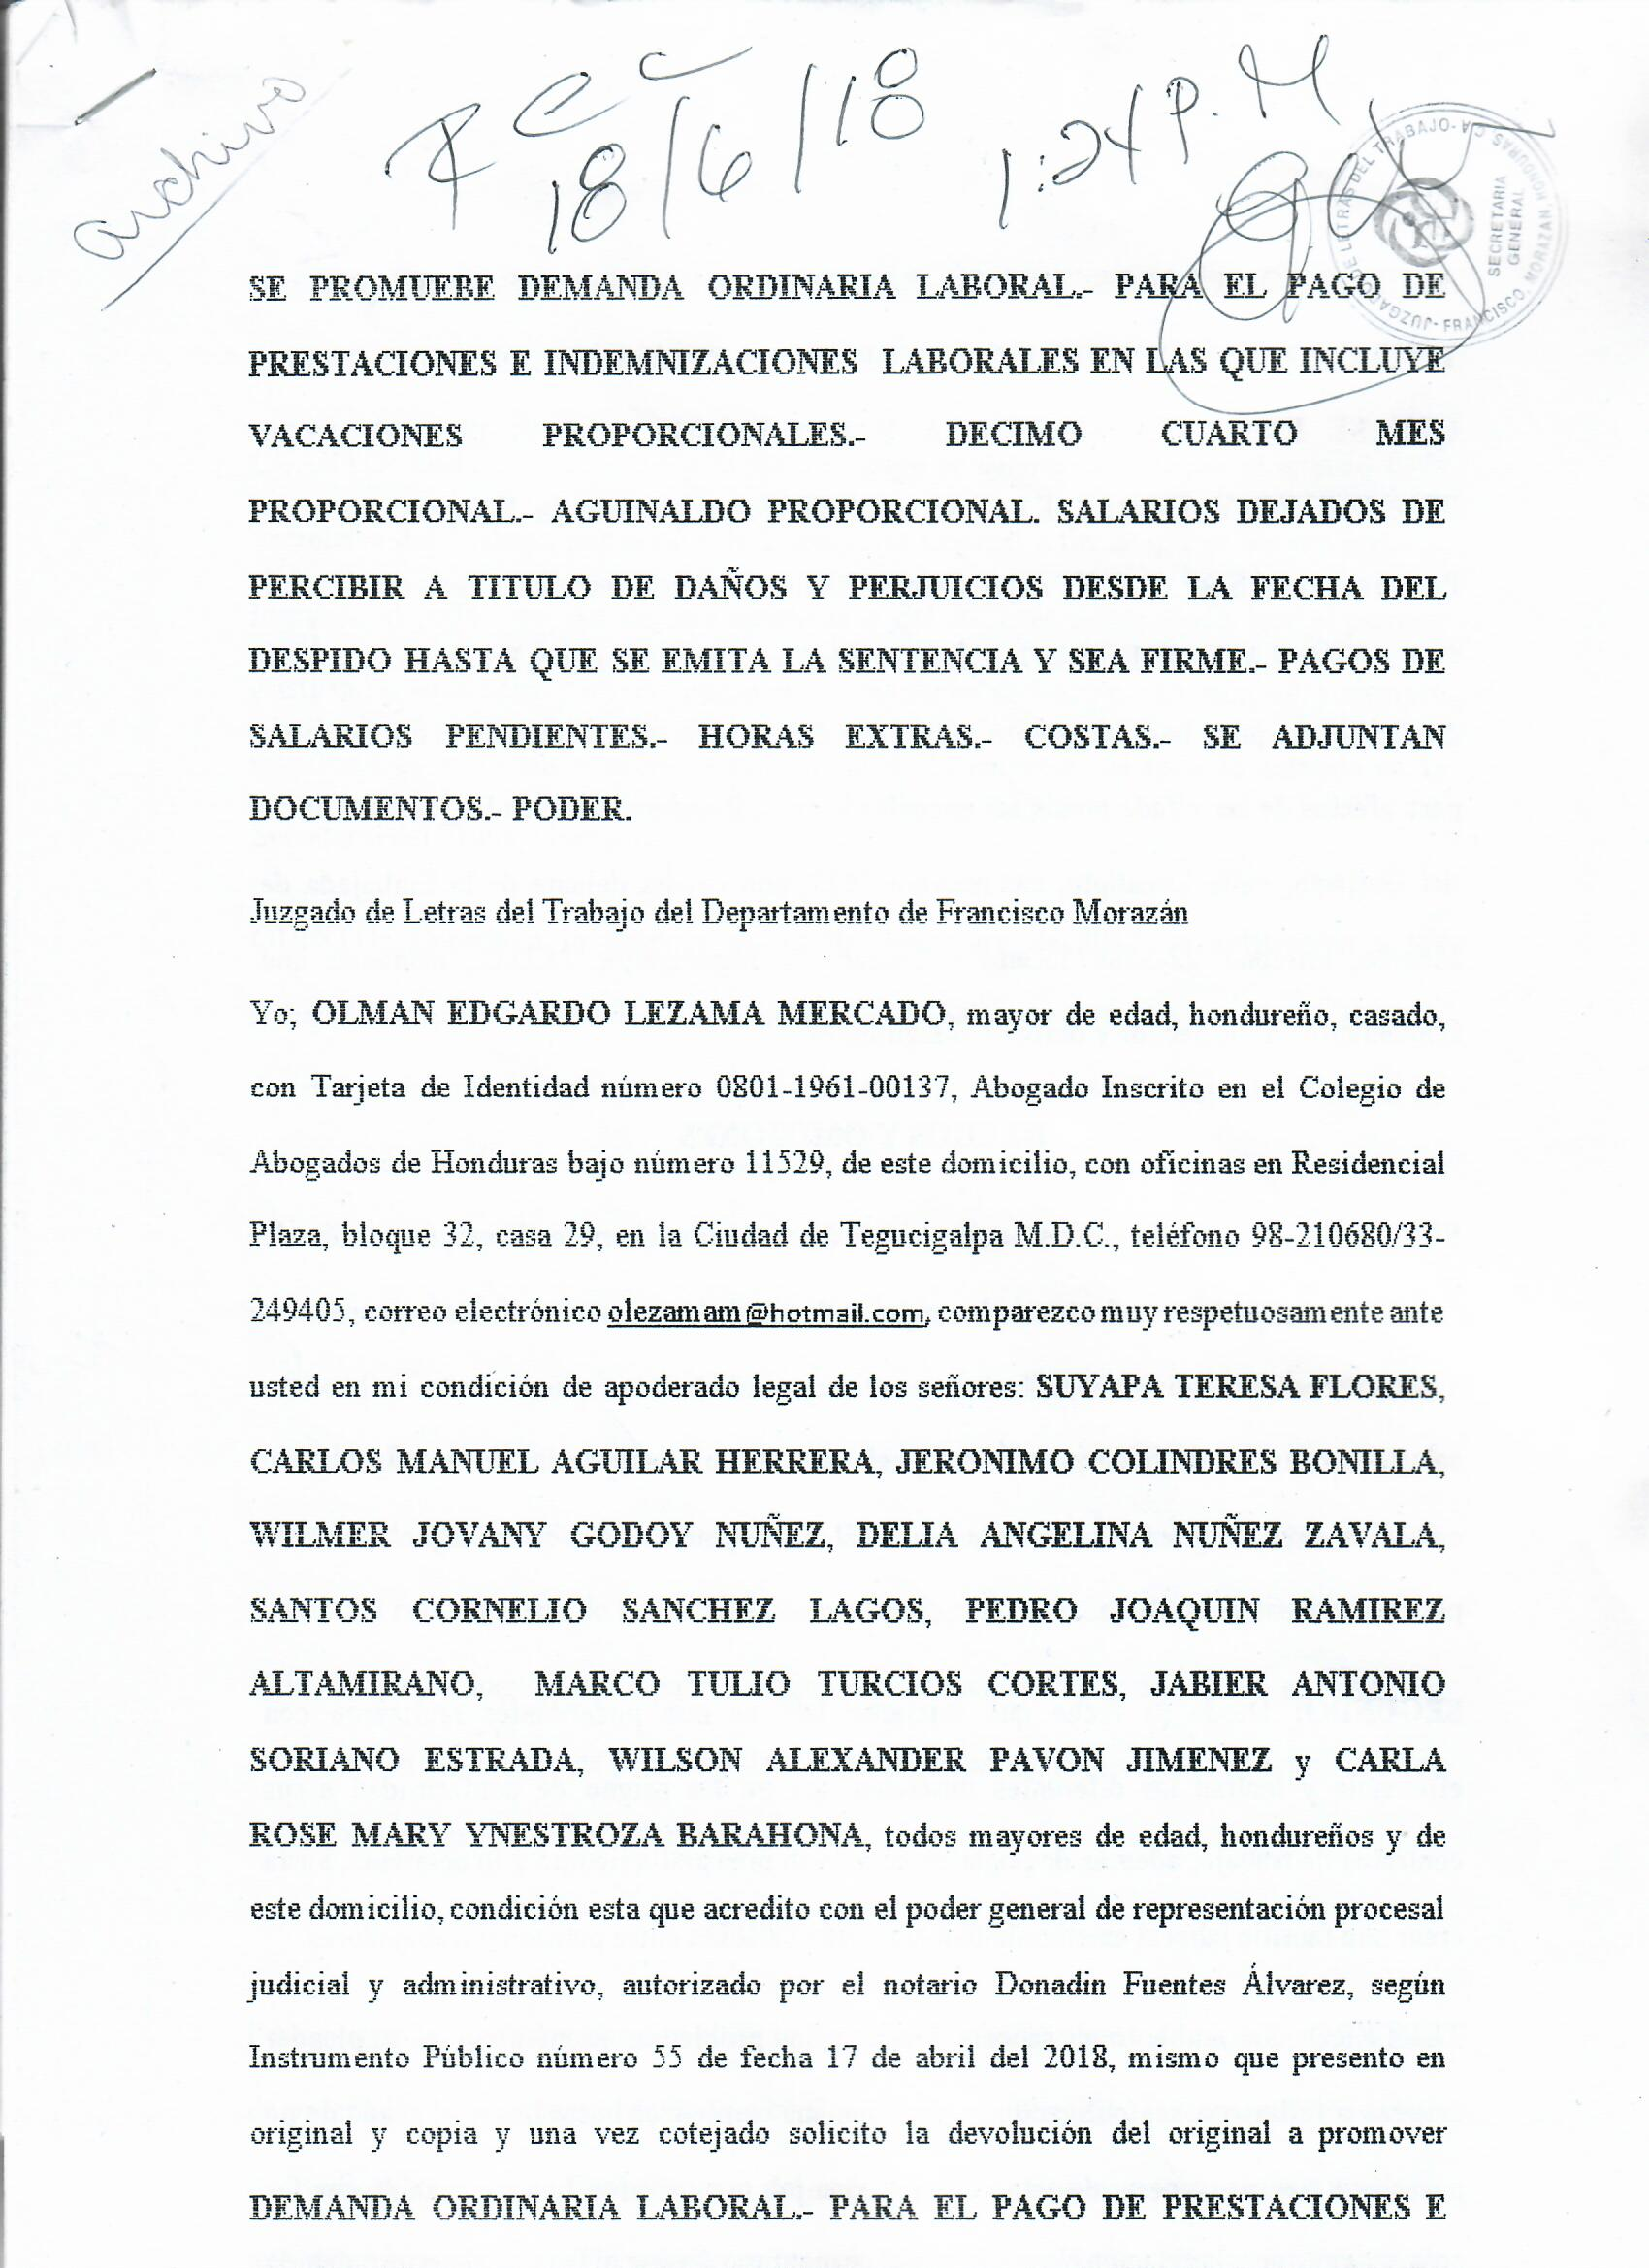 archivo
Rec
18/6/18 1:24 P.M
JUZGADO DE LETRAS DEL TRABAJO- FRANCISCO, MORAZAN, HONDURAS C.A
SECRETARIA
GENERAL
SE PROMUEBE DEMANDA ORDINARIA LABORAL.- PARA EL PAGO DE
PRESTACIONES E INDEMNIZACIONES LABORALES EN LAS QUE INCLUYE
VACACIONES PROPORCIONALES.- DECIMO CUARTO MES
PROPORCIONAL.- AGUINALDO PROPORCIONAL. SALARIOS DEJADOS DE
PERCIBIR A TITULO DE DAÑOS Y PERJUICIOS DESDE LA FECHA DEL
DESPIDO HASTA QUE SE EMITA LA SENTENCIA Y SEA FIRME.- PAGOS DE
SALARIOS PENDIENTES.- HORAS EXTRAS.- COSTAS.- SE ADJUNTAN
DOCUMENTOS.- PODER.
Juzgado de Letras del Trabajo del Departamento de Francisco Morazán
Yo; OLMAN EDGARDO LEZAMA MERCADO, mayor de edad, hondureño, casado,
con Tarjeta de Identidad número 0801-1961-00137, Abogado Inscrito en el Colegio de
Abogados de Honduras bajo número 11529, de este domicilio, con oficinas en Residencial
Plaza, bloque 32, casa 29, en la Ciudad de Tegucigalpa M.D.C., teléfono 98-210680/33-
249405, correo electrónico olezamam@hotmail.com, comparezco muy respetuosamente ante
usted en mi condición de apoderado legal de los señores: SUYAPA TERESA FLORES,
CARLOS MANUEL AGUILAR HERRERA, JERONIMO COLINDRES BONILLA,
WILMER JOVANY GODOY NUÑEZ, DELIA ANGELINA NUÑEZ ZAVALA,
SANTOS CORNELIO SANCHEZ LAGOS, PEDRO JOAQUIN RAMIREZ
ALTAMIRANO, MARCO TULIO TURCIOS CORTES, JABIER ANTONIO
SORIANO ESTRADA, WILSON ALEXANDER PAVON JIMENEZ y CARLA
ROSE MARY YNESTROZA BARAHONA, todos mayores de edad, hondureños y de
este domicilio, condición esta que acredito con el poder general de representación procesal
judicial y administrativo, autorizado por el notario Donadin Fuentes Álvarez, según
Instrumento Público número 55 de fecha 17 de abril del 2018, mismo que presento en
original y copia y una vez cotejado solicito la devolución del original a promover
DEMANDA ORDINARIA LABORAL.- PARA EL PAGO DE PRESTACIONES E